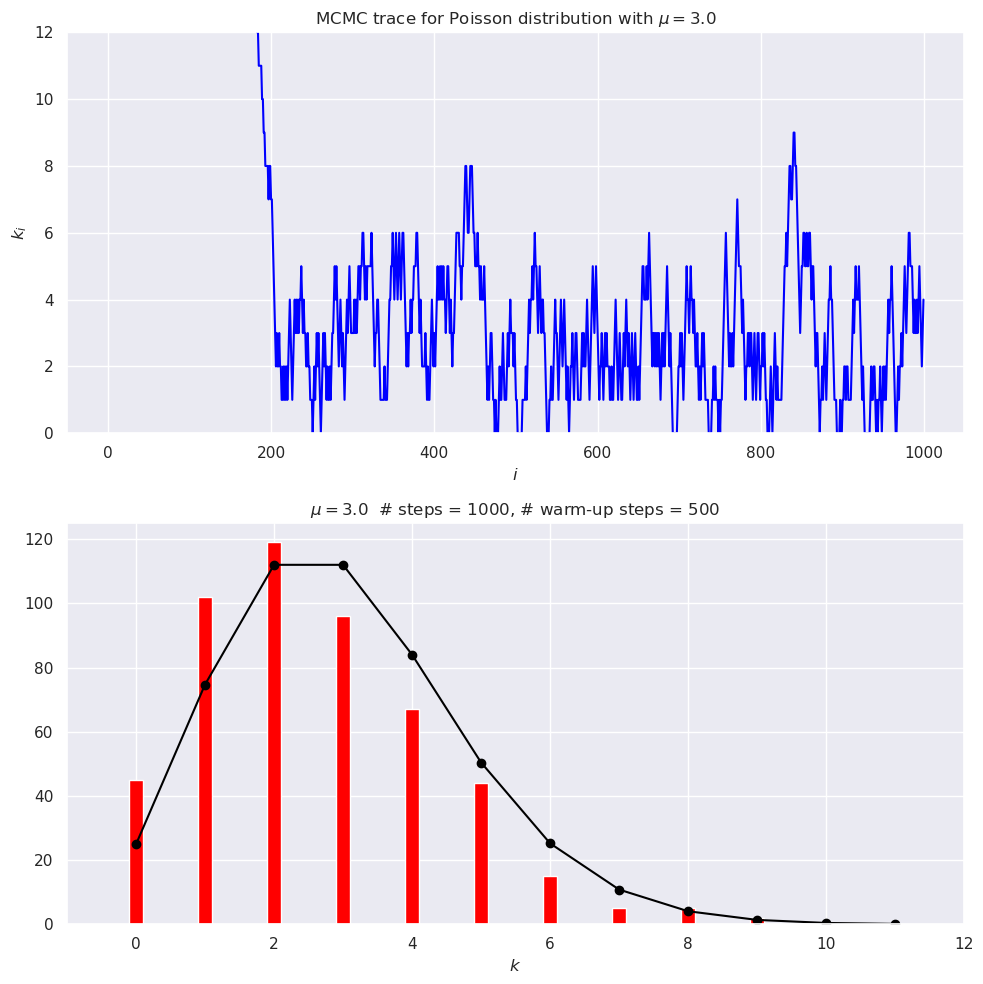 MCMC trace for Poisson distribution with μ = 3.0
12
10
8
6
4
2
0
k_i
0 200 400 600 800 1000
i
μ = 3.0 # steps = 1000, # warm-up steps = 500
120
100
80
60
40
20
0
0 2 4 6 8 10 12
k